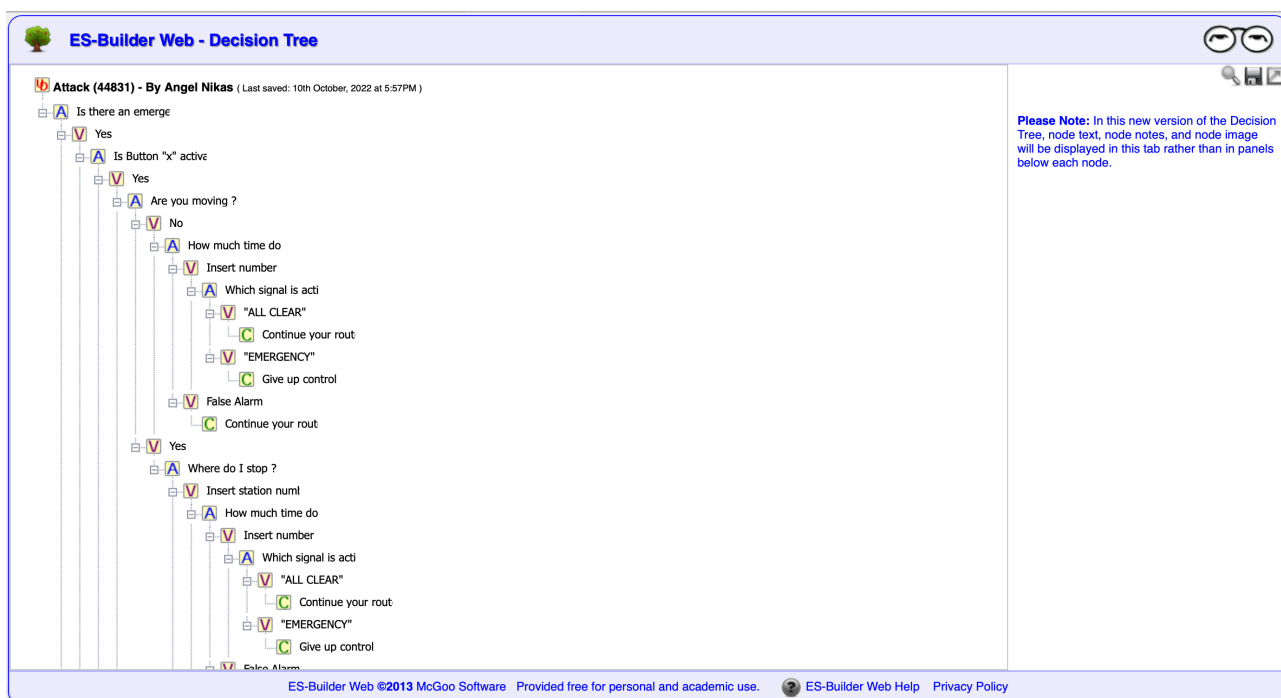 ES-Builder Web - Decision Tree
Attack (44831) - By Angel Nikas ( Last saved: 10th October, 2022 at 5:57PM )
A Is there an emerge
V Yes
A Is Button "x" activa
V Yes
A Are you moving ?
V No
A How much time do
V Insert number
A Which signal is acti
V "ALL CLEAR"
C Continue your rout
V "EMERGENCY"
C Give up control
V False Alarm
C Continue your rout
V Yes
A Where do I stop ?
V Insert station numl
A How much time do
V Insert number
A Which signal is acti
V "ALL CLEAR"
C Continue your rout
V "EMERGENCY"
C Give up control
V False Alarm
Please Note: In this new version of the Decision
Tree, node text, node notes, and node image
will be displayed in this tab rather than in panels
below each node.
ES-Builder Web ©2013 McGoo Software Provided free for personal and academic use. ? ES-Builder Web Help Privacy Policy